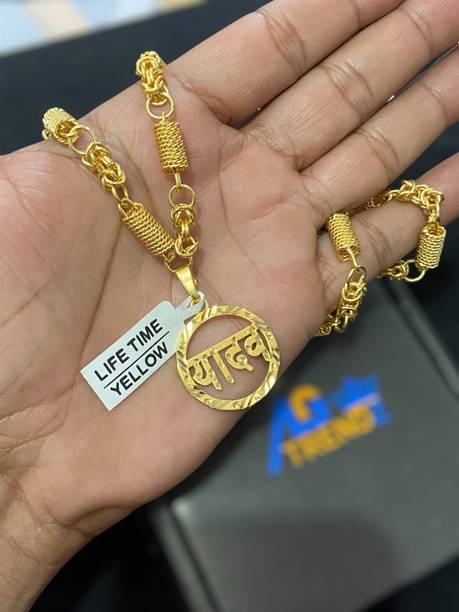 LIFE TIME
YELLOW
यादव
TREND